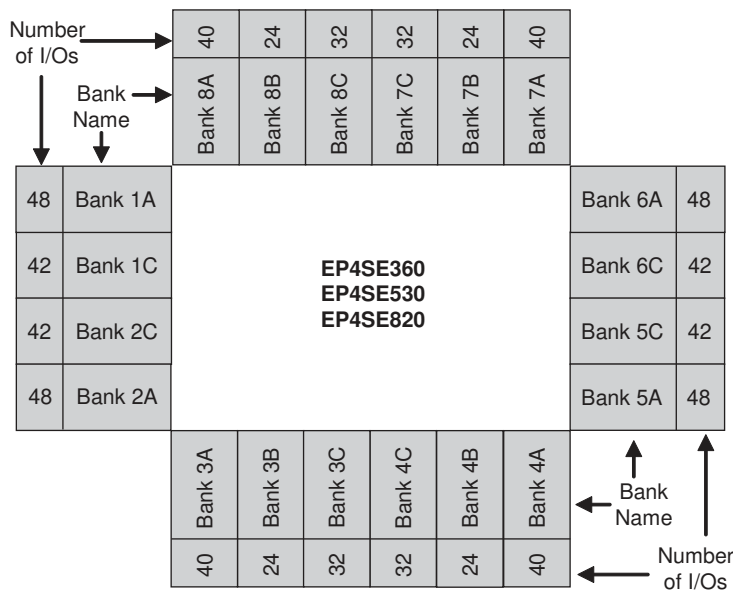 Number
of I/Os
40 24 32 32 24 40
Bank
Name
Bank 8A Bank 8B Bank 8C Bank 7C Bank 7B Bank 7A
48 Bank 1A
42 Bank 1C
42 Bank 2C
48 Bank 2A
EP4SE360
EP4SE530
EP4SE820
Bank 6A 48
Bank 6C 42
Bank 5C 42
Bank 5A 48
Bank 3A Bank 3B Bank 3C Bank 4C Bank 4B Bank 4A
40 24 32 32 24 40
Bank
Name
Number
of I/Os